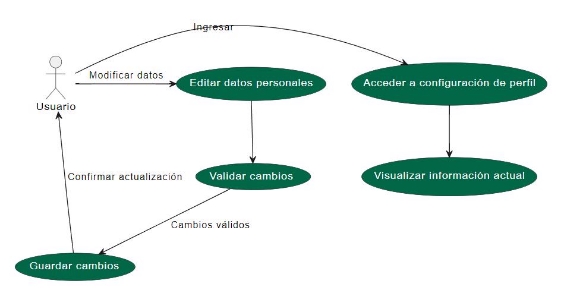 Ingresar
Modificar datos
Editar datos personales
Acceder a configuración de perfil
Usuario
Confirmar actualización
Validar cambios
Visualizar información actual
Cambios válidos
Guardar cambios